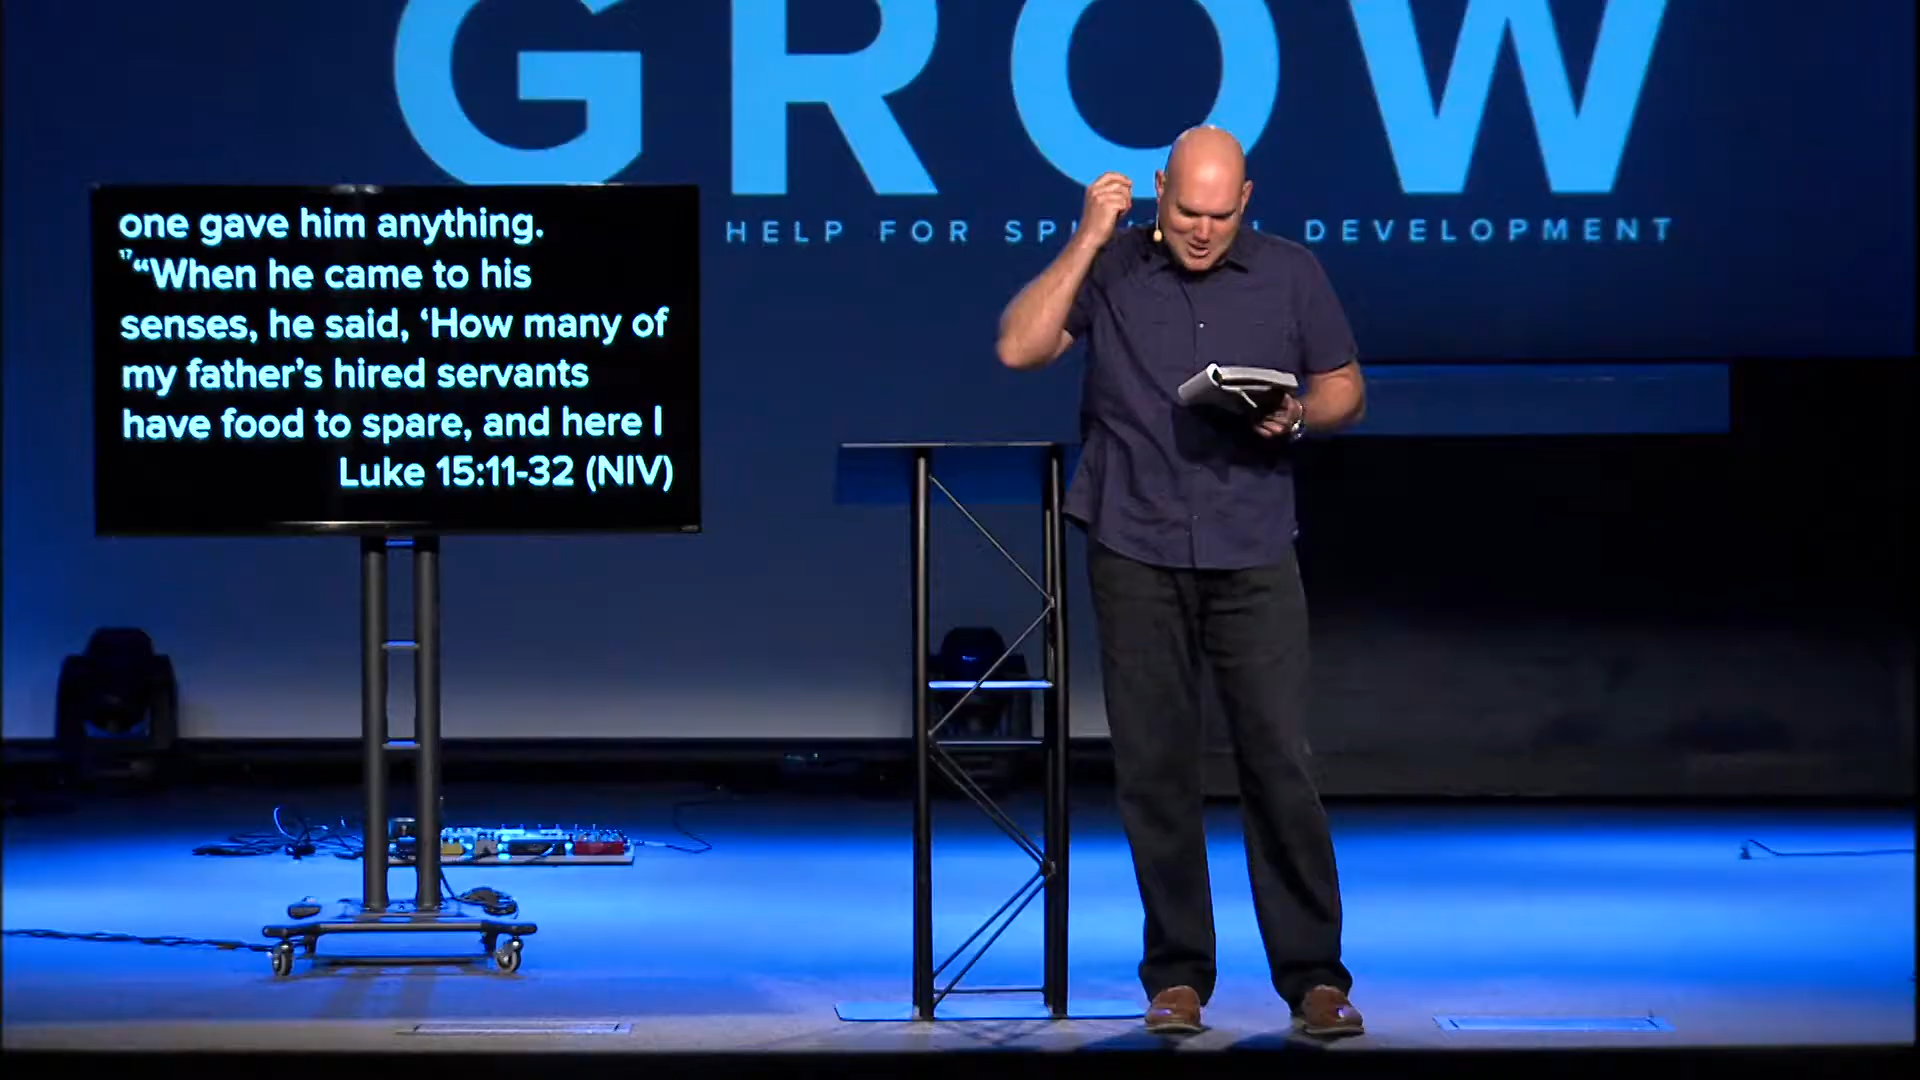 GROW
HELP FOR SPI L DEVELOPMENT
one gave him anything.
17“When he came to his
senses, he said, ‘How many of
my father’s hired servants
have food to spare, and here I
Luke 15:11-32 (NIV)